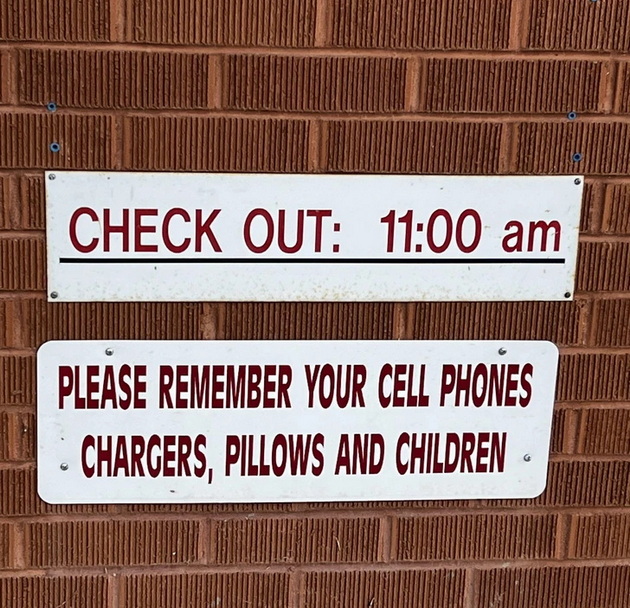 CHECK OUT: 11:00 am
PLEASE REMEMBER YOUR CELL PHONES
CHARGERS, PILLOWS AND CHILDREN